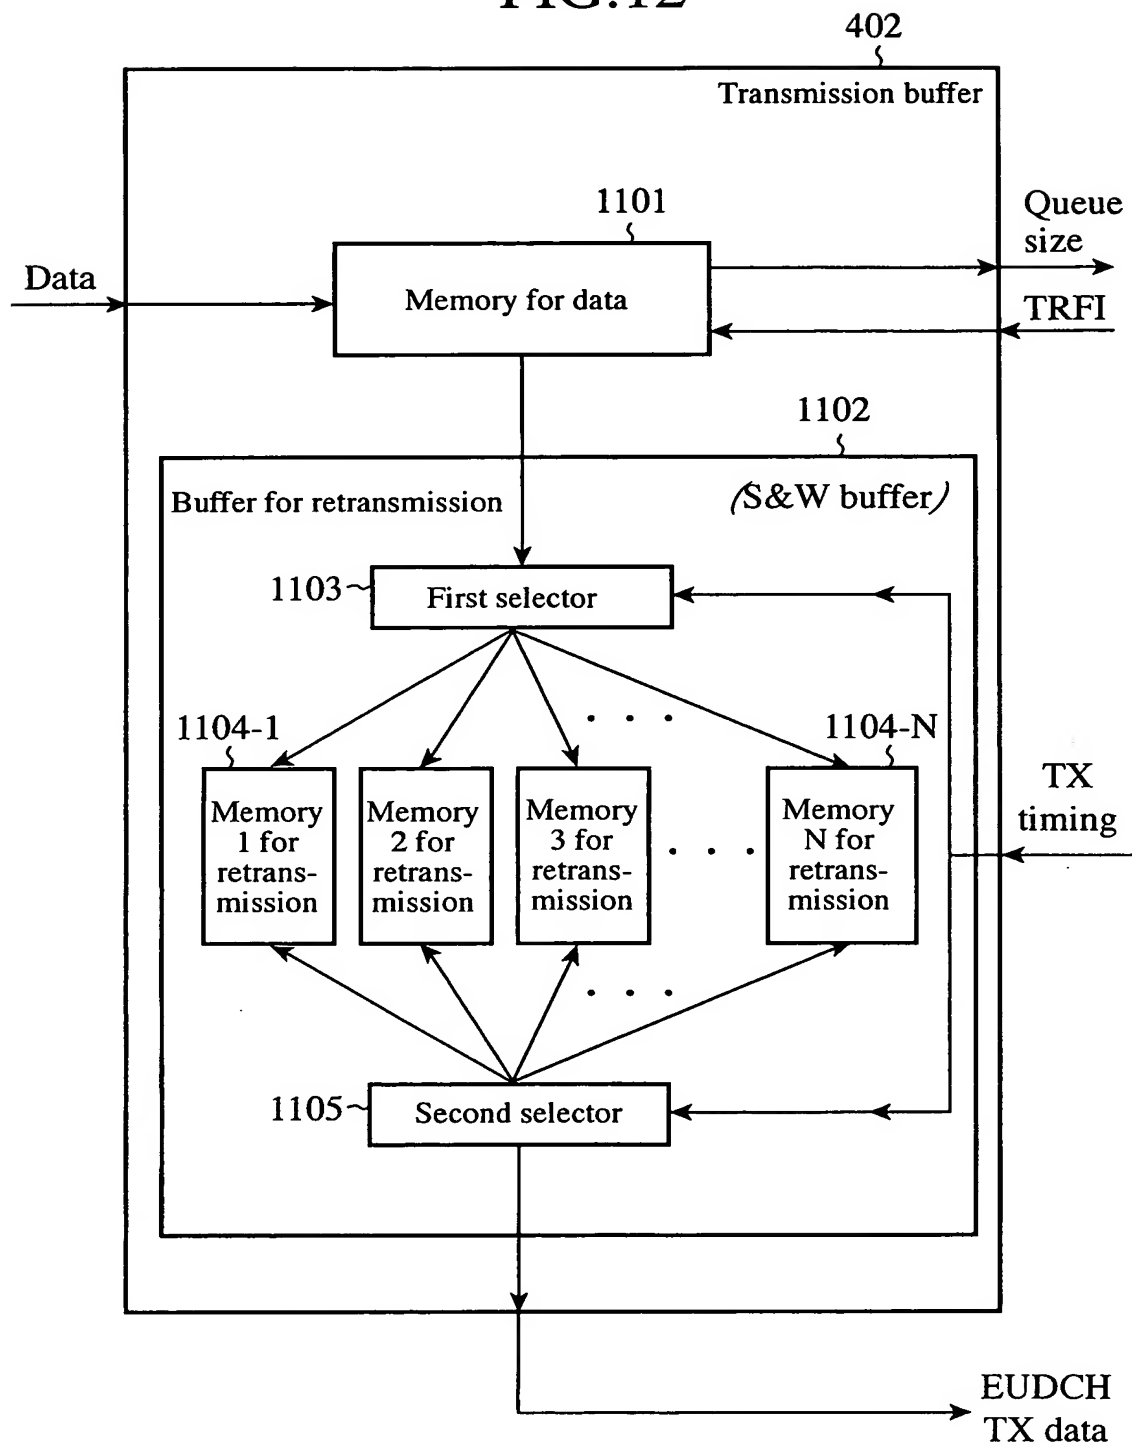 FIG.12
402
Transmission buffer
1101
Queue
size
Data
Memory for data
TRFI
1102
Buffer for retransmission
(S&W buffer)
1103
First selector
1104-1
1104-N
Memory
1 for
retrans-
mission
Memory
2 for
retrans-
mission
Memory
3 for
retrans-
mission
Memory
N for
retrans-
mission
TX
timing
1105
Second selector
EUDCH
TX data